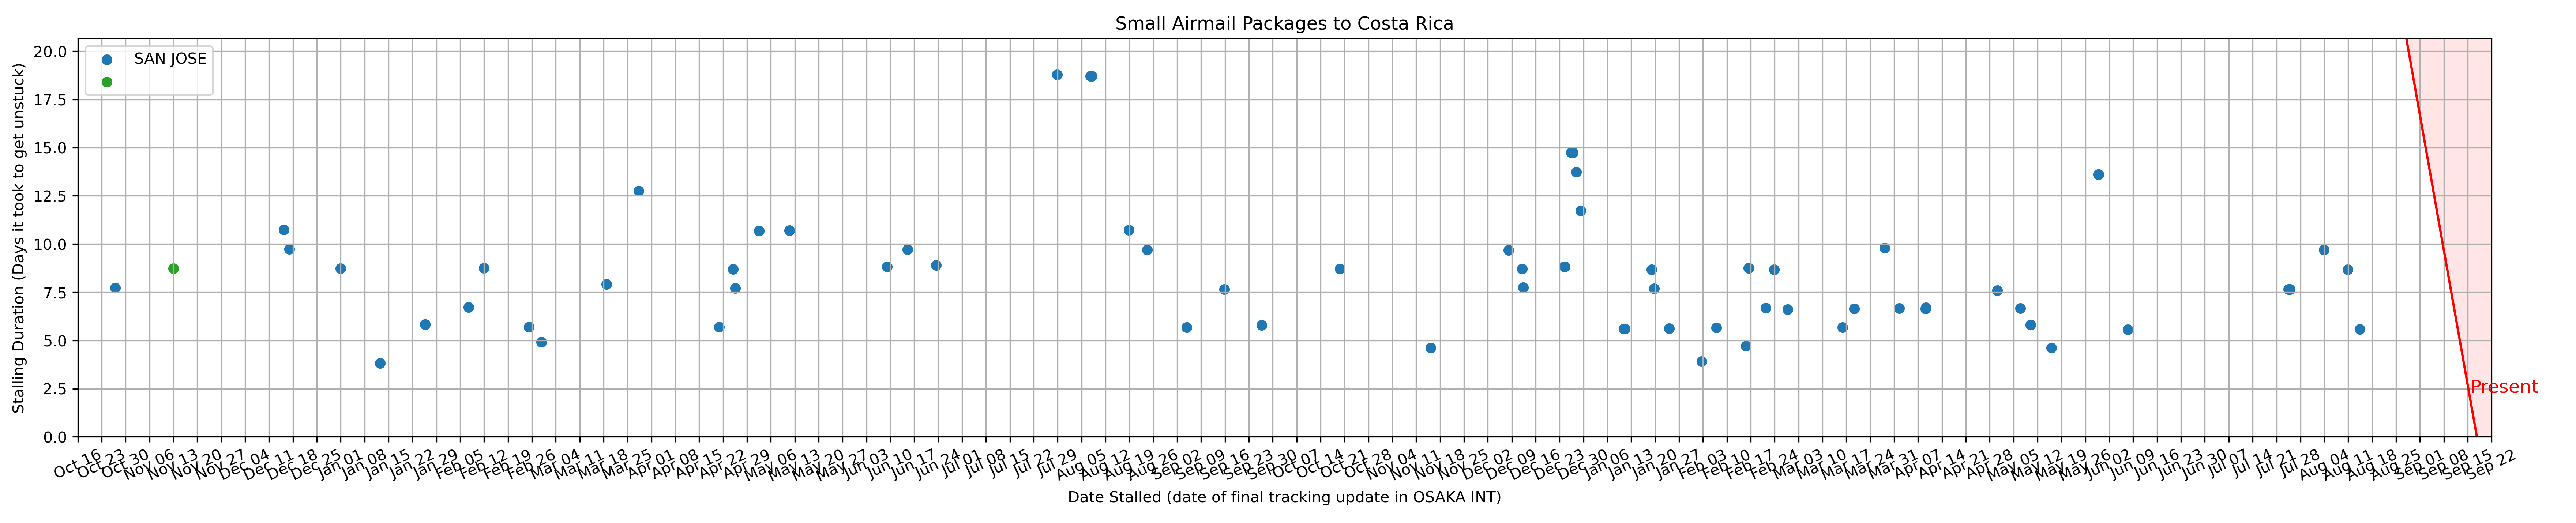 Small Airmail Packages to Costa Rica
SAN JOSE
Stalling Duration (Days it took to get unstuck)
20.0
17.5
15.0
12.5
10.0
7.5
5.0
2.5
0.0
Present
Oct 16 Oct 23 Oct 30 Nov 06 Nov 13 Nov 20 Nov 27 Dec 04 Dec 11 Dec 18 Dec 25 Jan 01 Jan 08 Jan 15 Jan 22 Jan 29 Feb 05 Feb 12 Feb 19 Feb 26 Mar 04 Mar 11 Mar 18 Mar 25 Apr 01 Apr 08 Apr 15 Apr 22 Apr 29 May 06 May 13 May 20 May 27 Jun 03 Jun 10 Jun 17 Jun 24 Jul 01 Jul 08 Jul 15 Jul 22 Jul 29 Aug 05 Aug 12 Aug 19 Aug 26 Sep 02 Sep 09 Sep 16 Sep 23 Sep 30 Oct 07 Oct 14 Oct 21 Oct 28 Nov 04 Nov 11 Nov 18 Nov 25 Dec 02 Dec 09 Dec 16 Dec 23 Dec 30 Jan 06 Jan 13 Jan 20 Jan 27 Feb 03 Feb 10 Feb 17 Feb 24 Mar 03 Mar 10 Mar 17 Mar 24 Mar 31 Apr 07 Apr 14 Apr 21 Apr 28 May 05 May 12 May 19 May 26 Jun 02 Jun 09 Jun 16 Jun 23 Jun 30 Jul 07 Jul 14 Jul 21 Jul 28 Aug 04 Aug 11 Aug 18 Aug 25 Sep 01 Sep 08 Sep 15 Sep 22
Date Stalled (date of final tracking update in OSAKA INT)